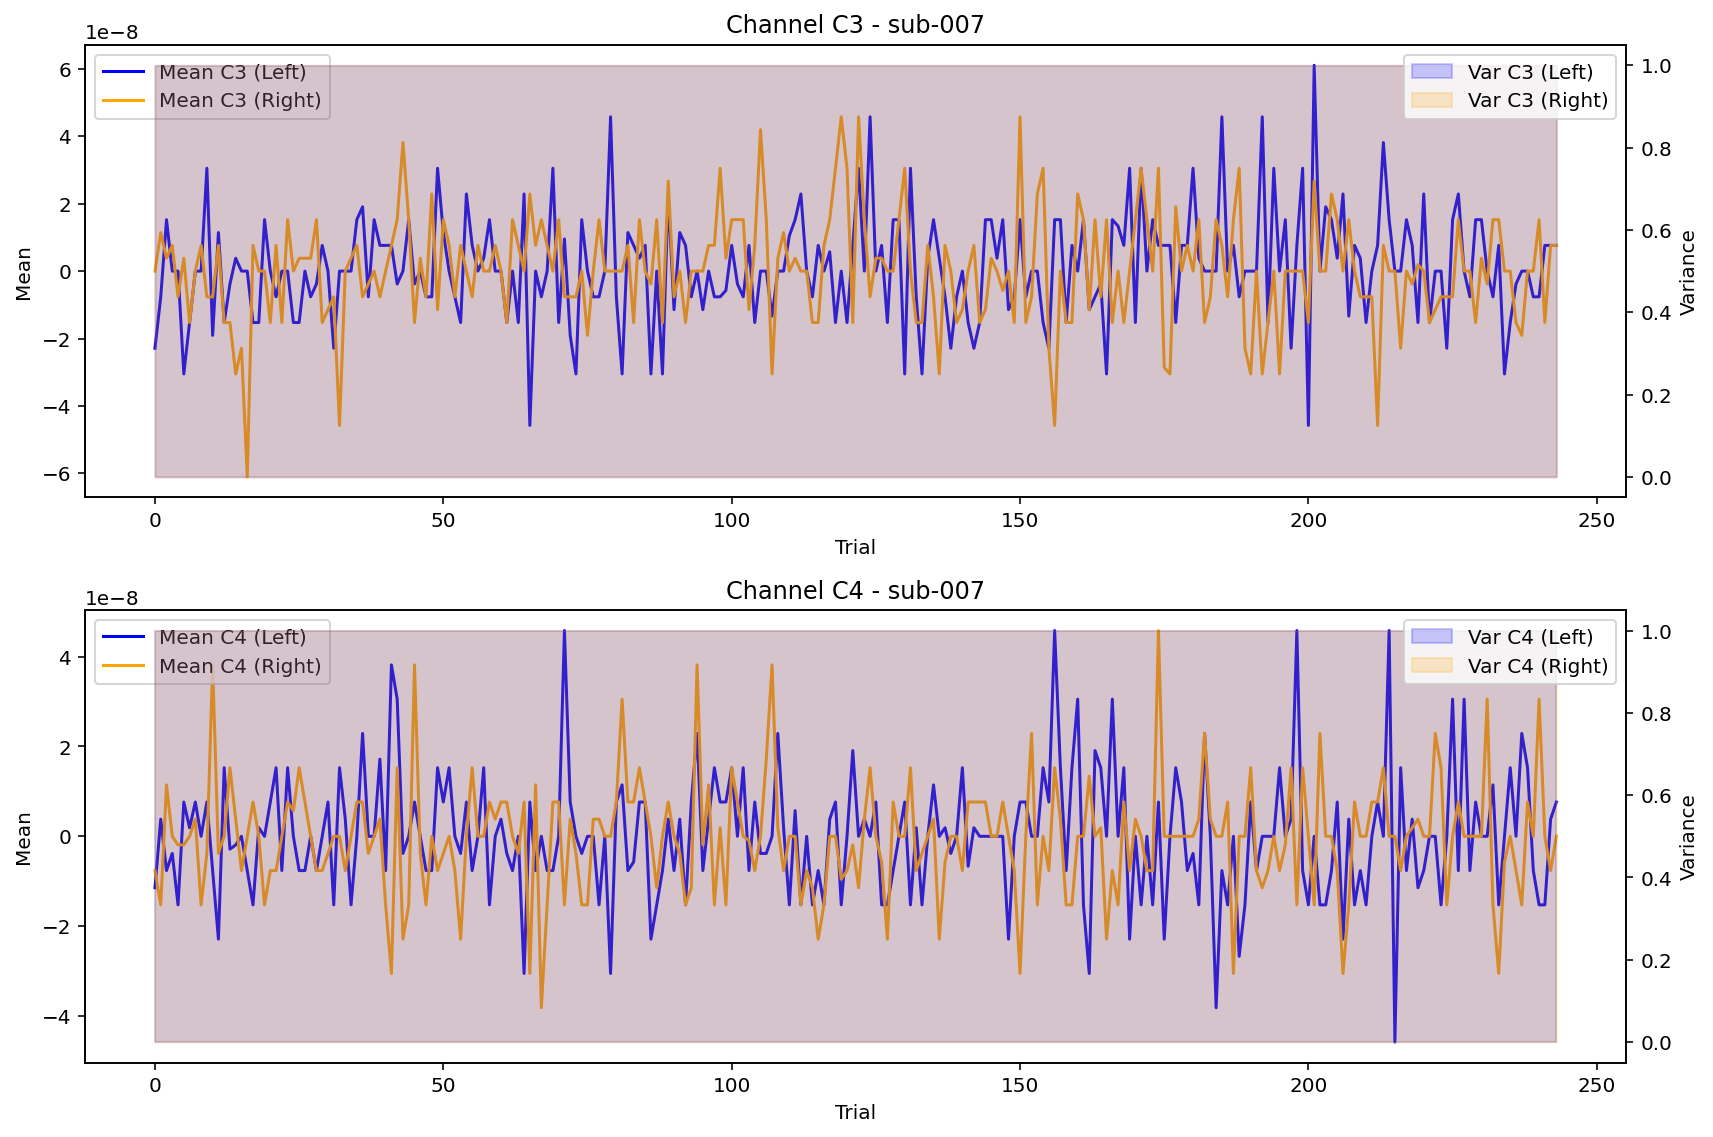 Channel C3 - sub-007
1e−8
Mean C3 (Left)
Mean C3 (Right)
Var C3 (Left)
Var C3 (Right)
6
4
2
0
−2
−4
−6
Mean
1.0
0.8
0.6
0.4
0.2
0.0
Variance
0 50 100 150 200 250
Trial
Channel C4 - sub-007
1e−8
Mean C4 (Left)
Mean C4 (Right)
Var C4 (Left)
Var C4 (Right)
4
2
0
−2
−4
Mean
1.0
0.8
0.6
0.4
0.2
0.0
Variance
0 50 100 150 200 250
Trial